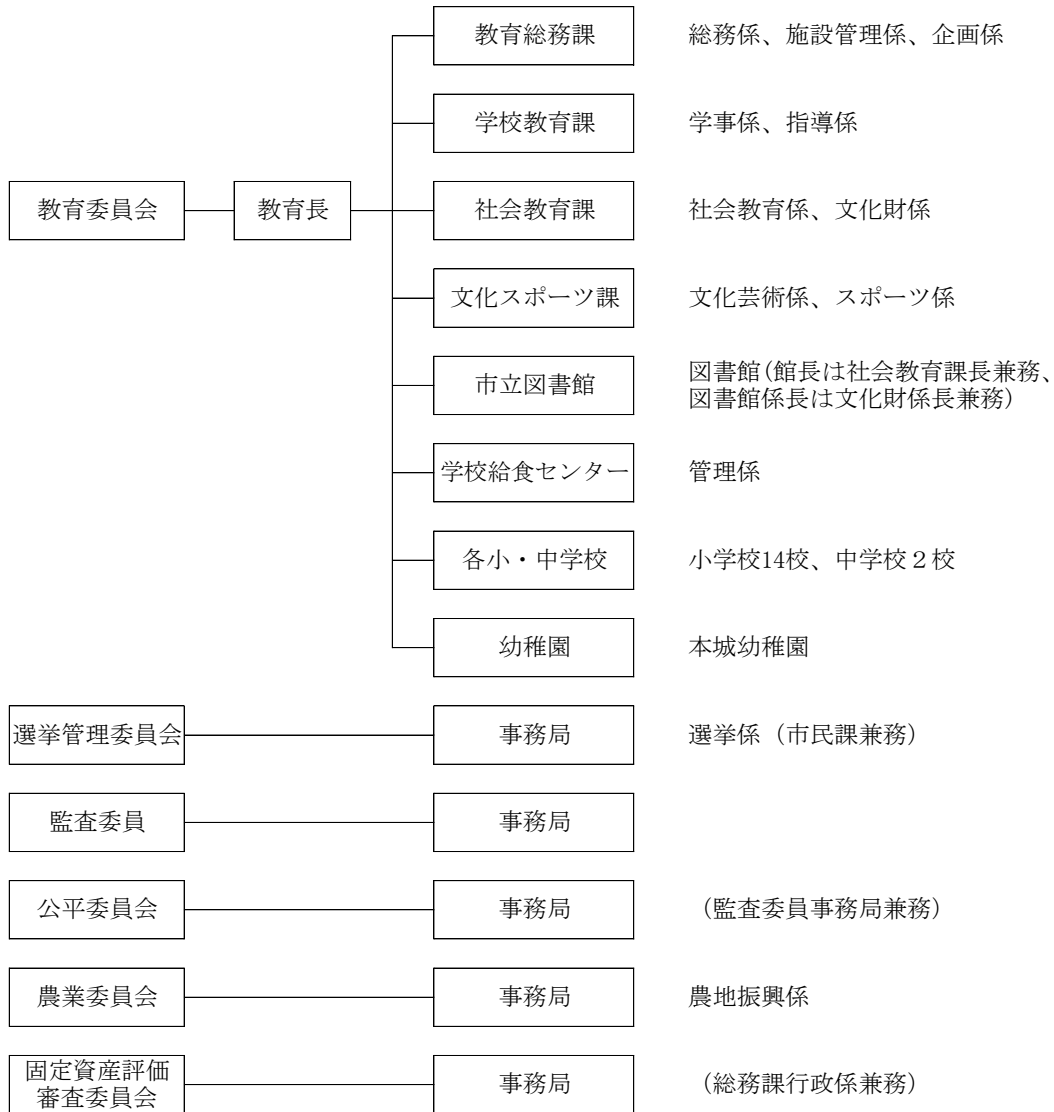 教育総務課 総務係、施設管理係、企画係
学校教育課 学事係、指導係
教育委員会 教育長 社会教育課 社会教育係、文化財係
文化スポーツ課 文化芸術係、スポーツ係
市立図書館 図書館(館長は社会教育課長兼務、
図書館係長は文化財係長兼務)
学校給食センター 管理係
各小・中学校 小学校14校、中学校２校
幼稚園 本城幼稚園
選挙管理委員会 事務局 選挙係（市民課兼務）
監査委員 事務局
公平委員会 事務局 （監査委員事務局兼務）
農業委員会 事務局 農地振興係
固定資産評価
審査委員会 事務局 （総務課行政係兼務）